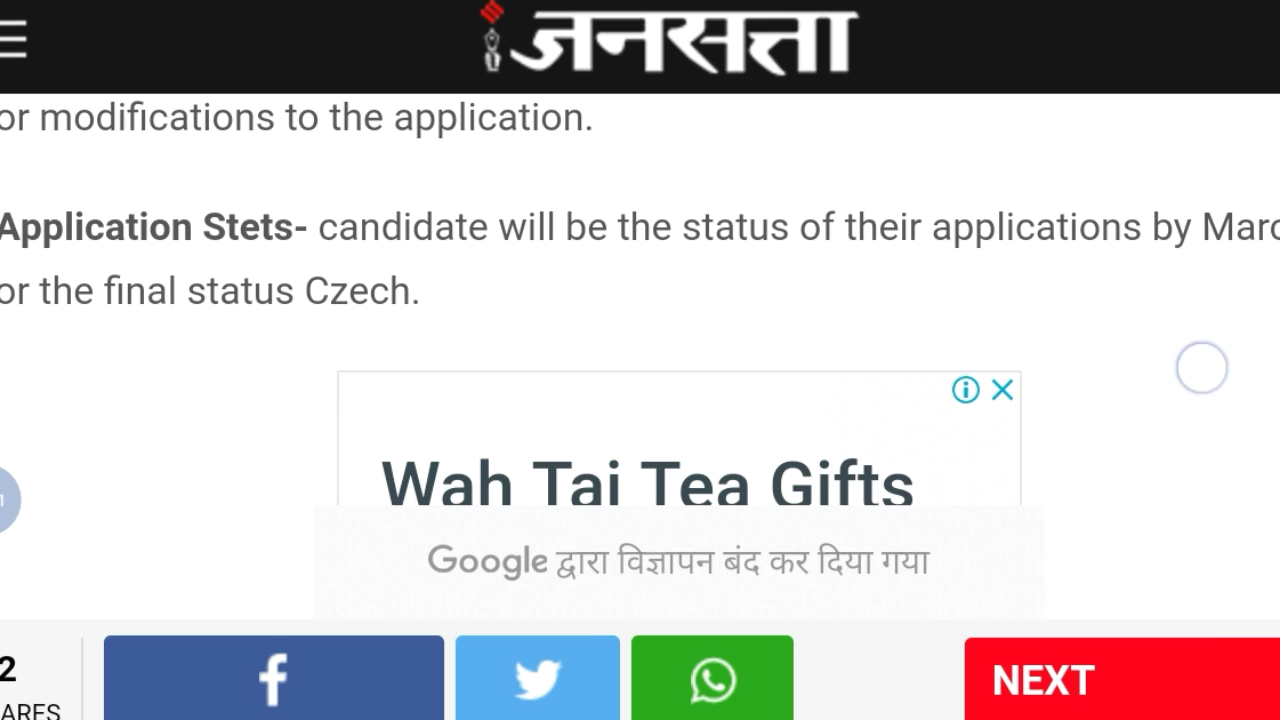 जनसत्ता
or modifications to the application.
Application Stets- candidate will be the status of their applications by Marc
or the final status Czech.
Wah Tai Tea Gifts
Google द्वारा विज्ञापन बंद कर दिया गया
2
ARES
NEXT